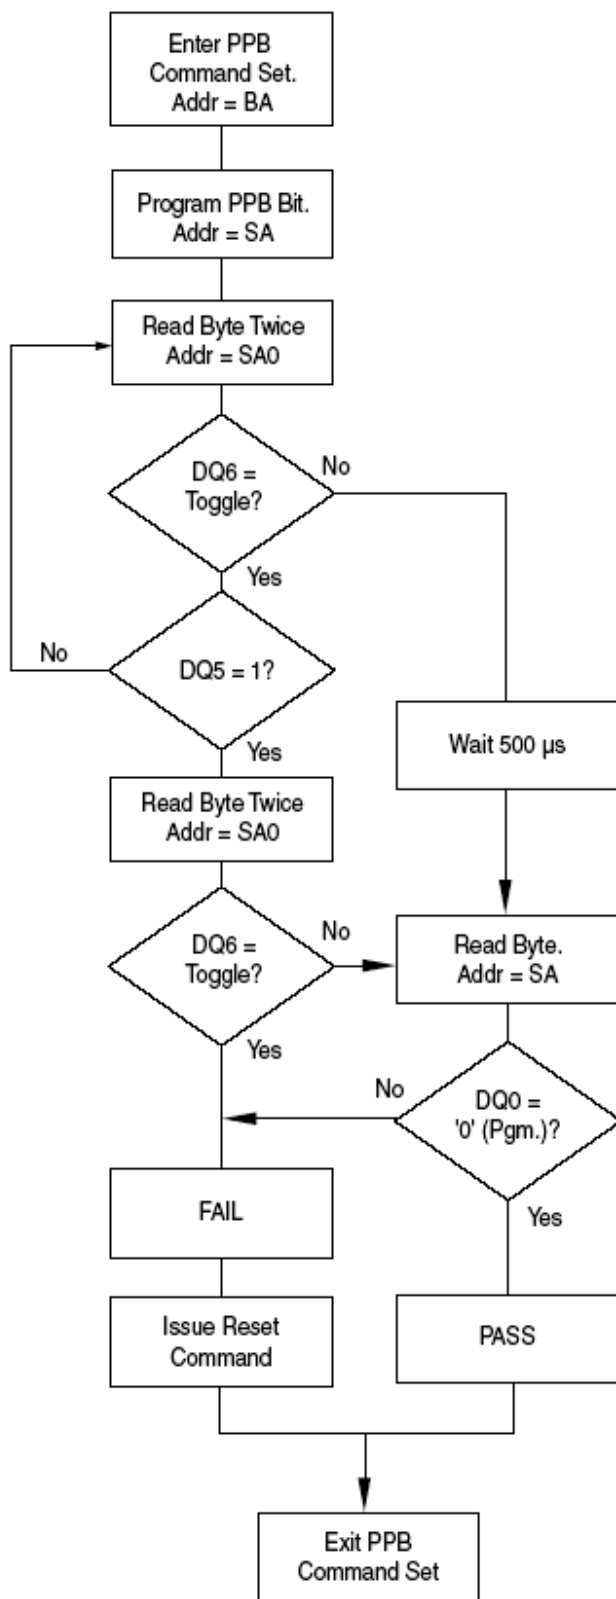 Enter PPB
Command Set.
Addr = BA
Program PPB Bit.
Addr = SA
Read Byte Twice
Addr = SA0
DQ6 =
Toggle?
No
Yes
DQ5 = 1?
No
Yes
Wait 500 µs
Read Byte Twice
Addr = SA0
DQ6 =
Toggle?
No
Yes
Read Byte.
Addr = SA
DQ0 =
'0' (Pgm.)?
No
Yes
FAIL
Issue Reset
Command
PASS
Exit PPB
Command Set